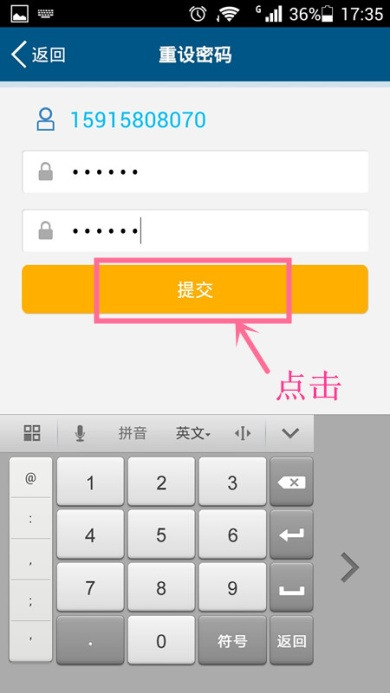 36% 17:35
返回 重设密码
15915808070
••••••
••••••
提交
点击
拼音 英文
@ 1 2 3
: 4 5 6
, 7 8 9
; . 0 符号 返回
'